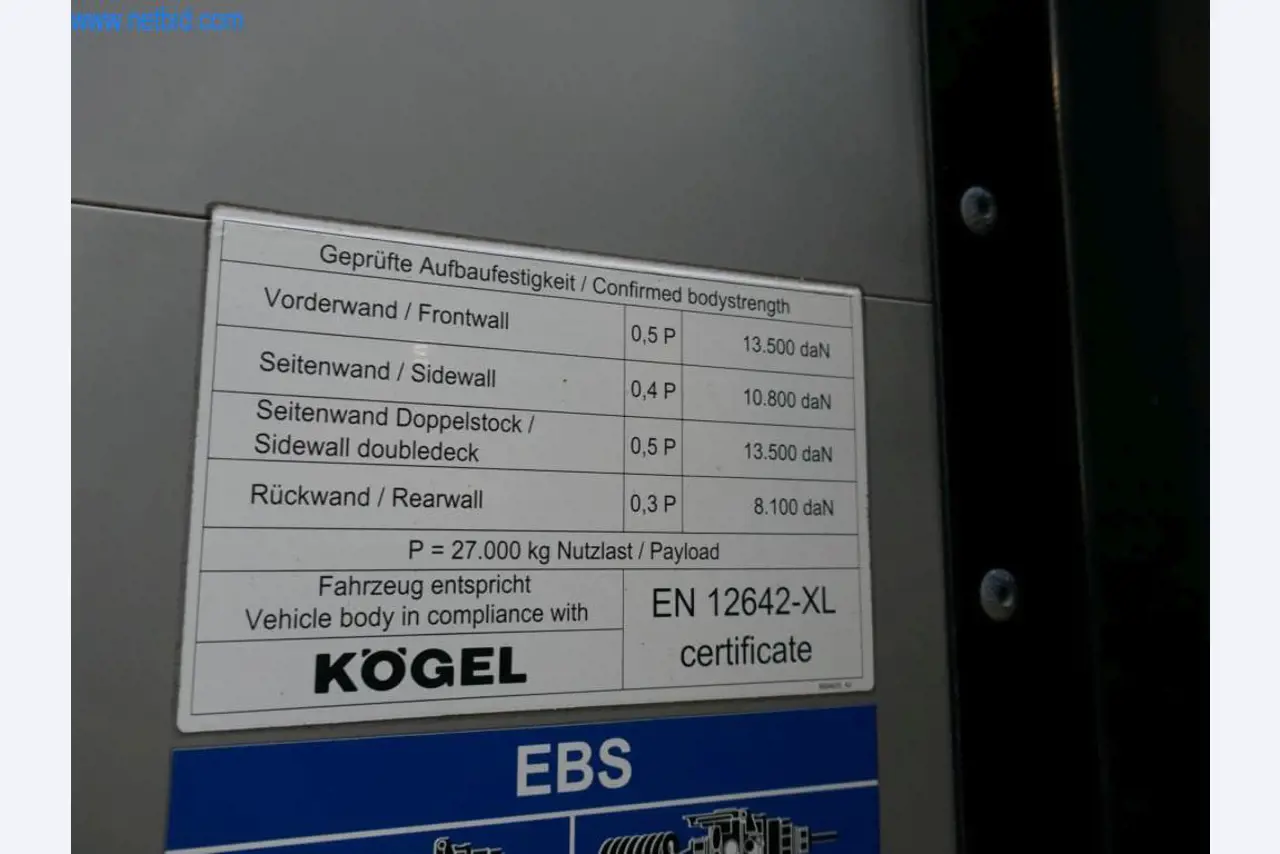 www.netbid.com
Geprüfte Aufbaufestigkeit / Confirmed bodystrength
Vorderwand / Frontwall 0,5 P 13.500 daN
Seitenwand / Sidewall 0,4 P 10.800 daN
Seitenwand Doppelstock /
Sidewall doubledeck 0,5 P 13.500 daN
Rückwand / Rearwall 0,3 P 8.100 daN
P = 27.000 kg Nutzlast / Payload
Fahrzeug entspricht
Vehicle body in compliance with
EN 12642-XL
certificate
KÖGEL
EBS